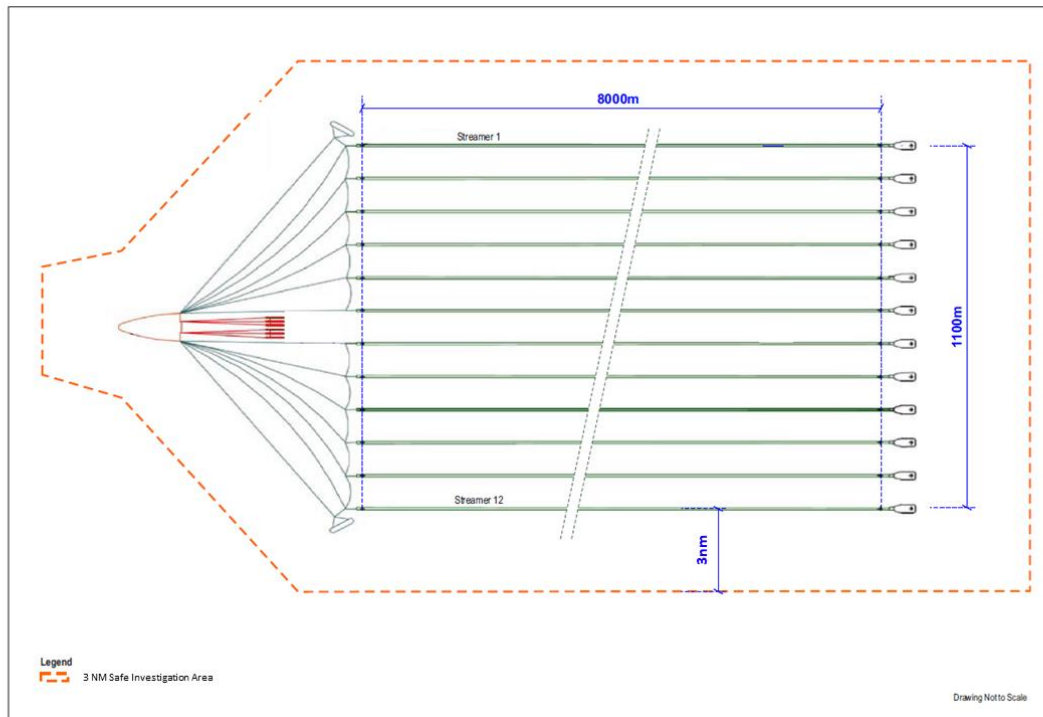 8000m
Streamer 1
1100m
Streamer 12
3nm
Legend
3 NM Safe Investigation Area
Drawing Not to Scale